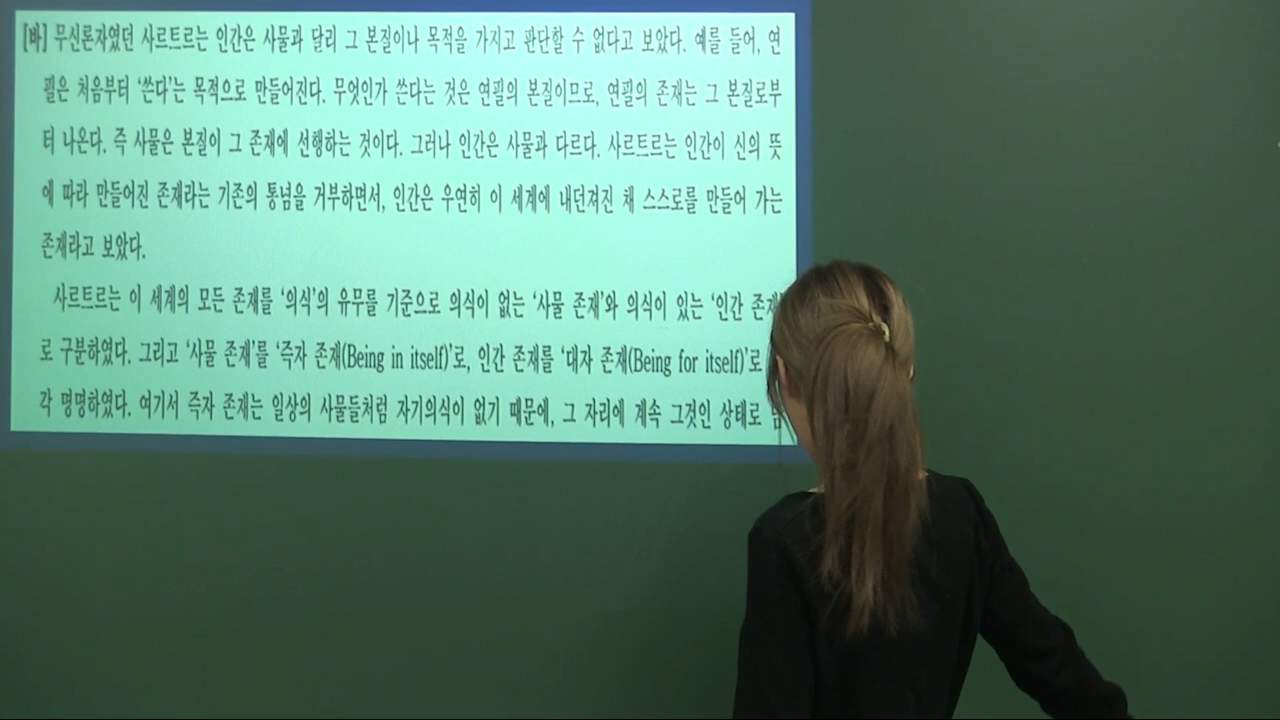 [바] 무신론자였던 사르트르는 인간은 사물과 달리 그 본질이나 목적을 가지고 판단할 수 없다고 보았다. 예를 들어, 연
필은 처음부터 ‘쓴다’는 목적으로 만들어진다. 무엇인가 쓴다는 것은 연필의 본질이므로, 연필의 존재는 그 본질로부
터 나온다. 즉 사물은 본질이 그 존재에 선행하는 것이다. 그러나 인간은 사물과 다르다. 사르트르는 인간이 신의 뜻
에 따라 만들어진 존재라는 기존의 통념을 거부하면서, 인간은 우연히 이 세계에 내던져진 채 스스로를 만들어 가는
존재라고 보았다.
사르트르는 이 세계의 모든 존재를 ‘의식’의 유무를 기준으로 의식이 없는 ‘사물 존재’와 의식이 있는 ‘인간 존재’
로 구분하였다. 그리고 ‘사물 존재’를 ‘즉자 존재(Being in itself)’로, 인간 존재를 ‘대자 존재(Being for itself)’로
각 명명하였다. 여기서 즉자 존재는 일상의 사물들처럼 자기의식이 없기 때문에, 그 자리에 계속 그것인 상태로